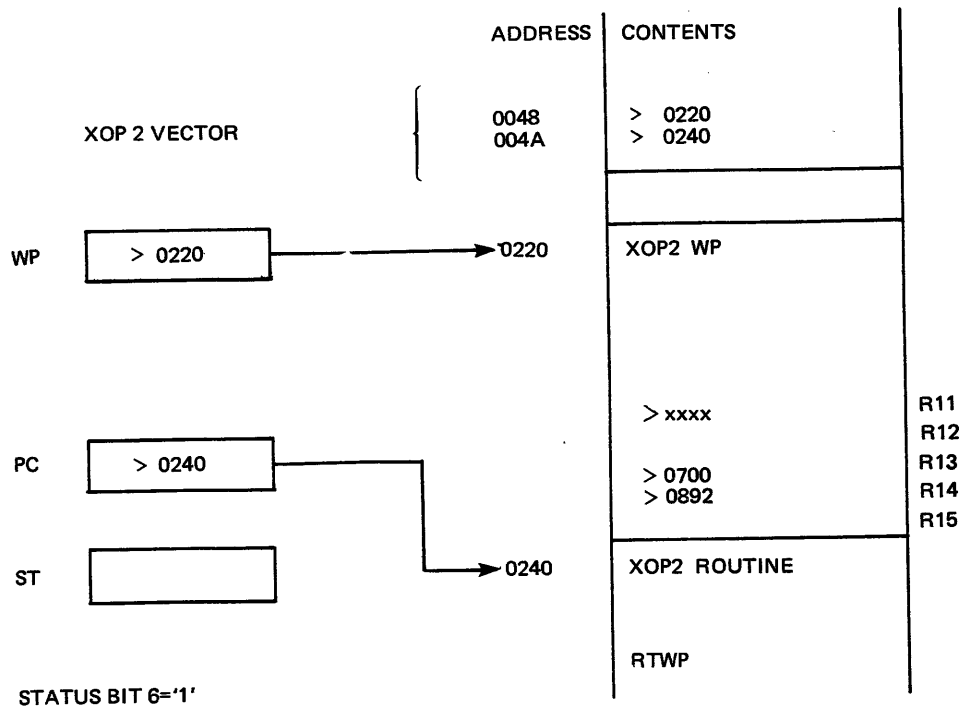 ADDRESS CONTENTS
XOP 2 VECTOR
0048 > 0220
004A > 0240
WP > 0220 0220 XOP2 WP
> xxxx R11
R12
PC > 0240 R13
> 0700 R14
> 0892 R15
ST 0240 XOP2 ROUTINE
RTWP
STATUS BIT 6='1'